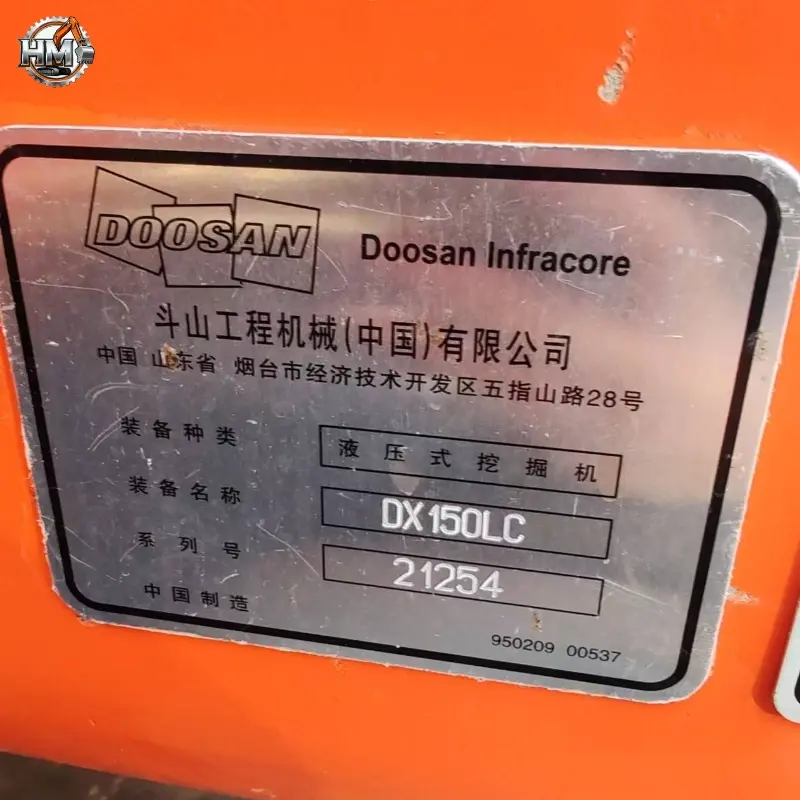 HM
DOOSAN Doosan Infracore
斗山工程机械(中国)有限公司
中国 山东省 烟台市经济技术开发区五指山路28号
装备种类 液压式挖掘机
装备名称 DX150LC
系列号 21254
中国制造
950209 00537